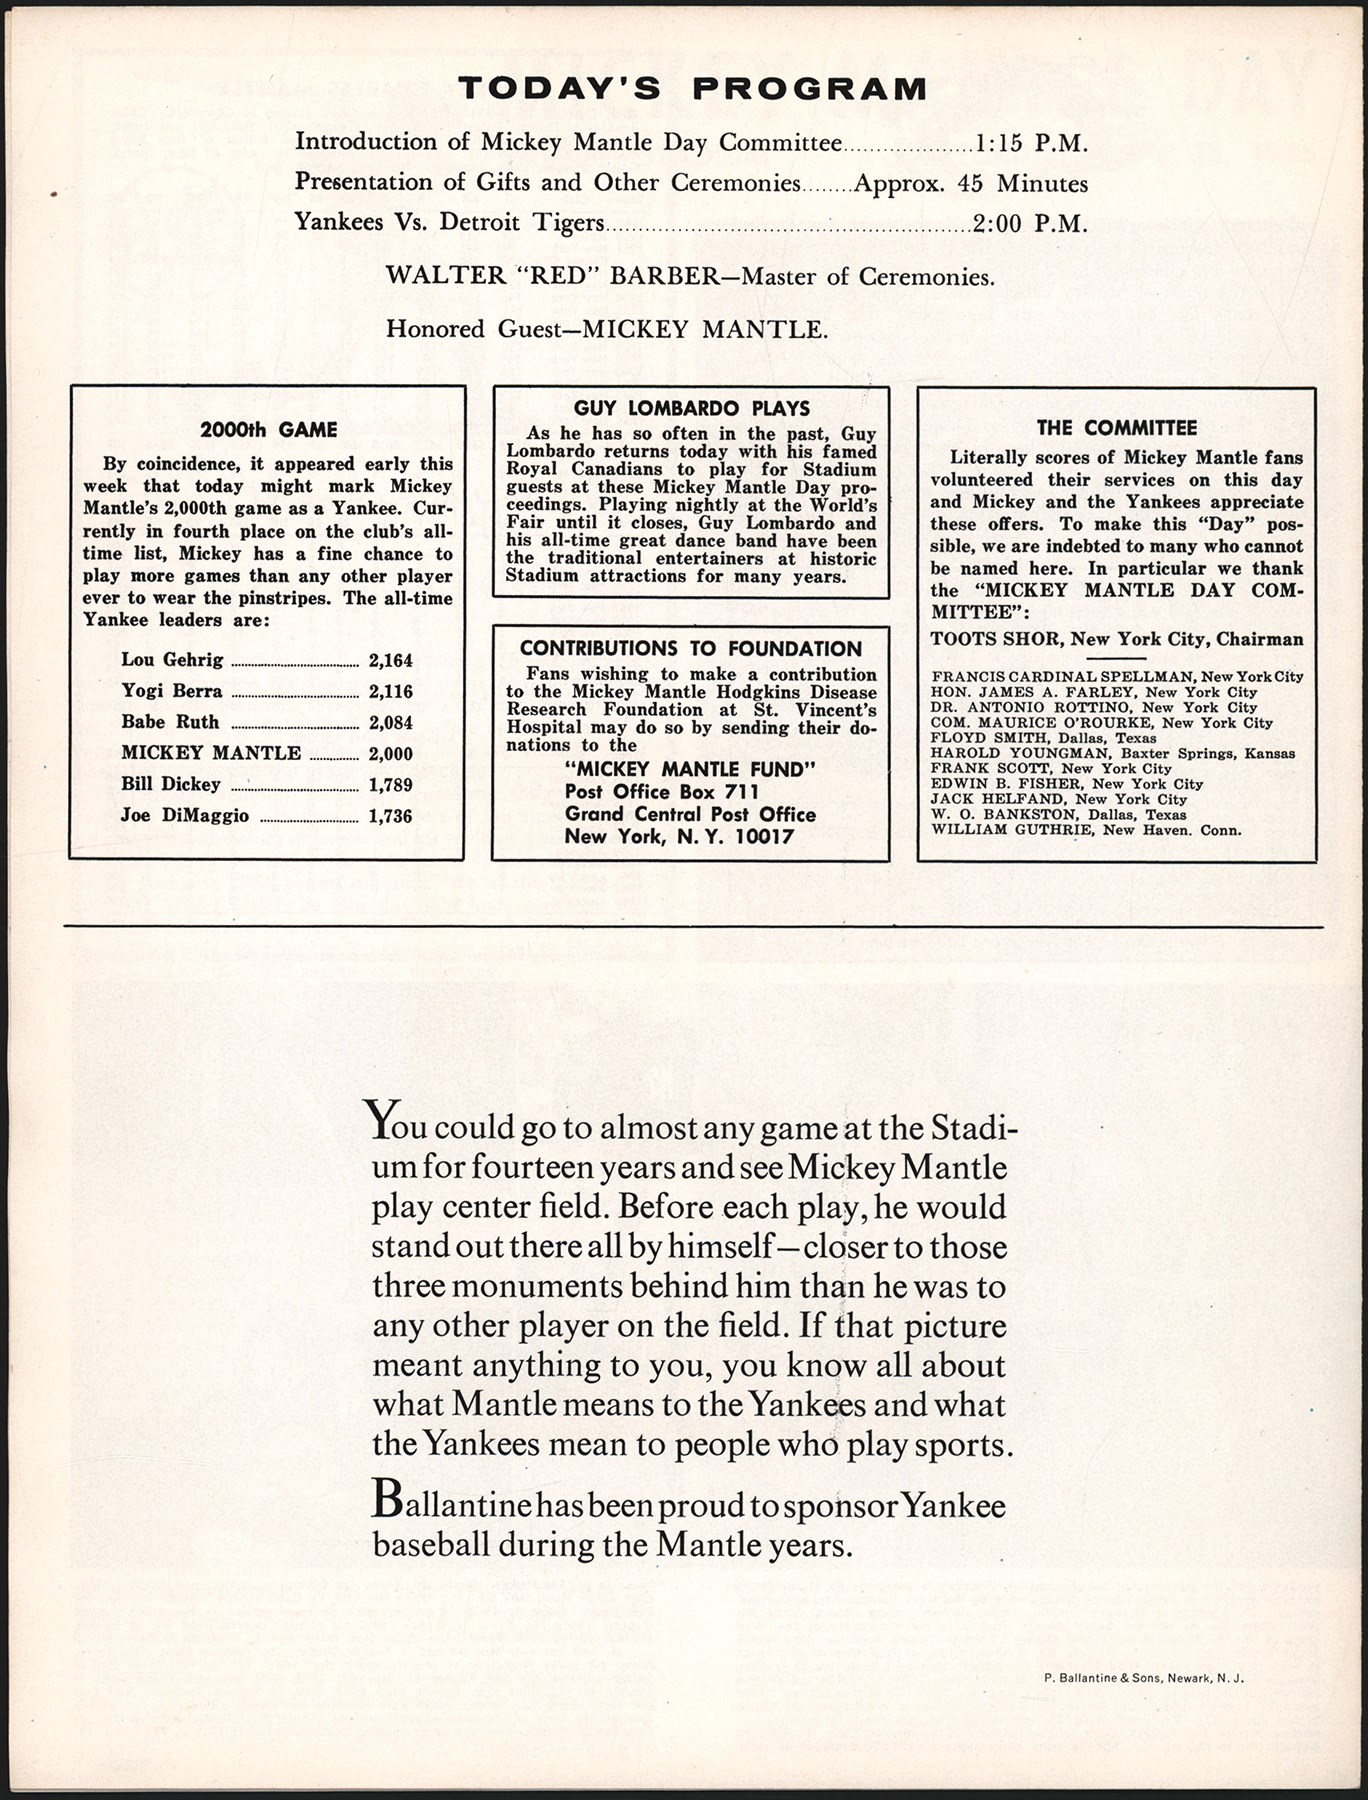 TODAY'S PROGRAM
Introduction of Mickey Mantle Day Committee...................1:15 P.M.
Presentation of Gifts and Other Ceremonies........Approx. 45 Minutes
Yankees Vs. Detroit Tigers.......................................................2:00 P.M.
WALTER “RED” BARBER—Master of Ceremonies.
Honored Guest—MICKEY MANTLE.
2000th GAME
By coincidence, it appeared early this
week that today might mark Mickey
Mantle's 2,000th game as a Yankee. Cur-
rently in fourth place on the club's all-
time list, Mickey has a fine chance to
play more games than any other player
ever to wear the pinstripes. The all-time
Yankee leaders are:
Lou Gehrig ...................................... 2,164
Yogi Berra ...................................... 2,116
Babe Ruth ...................................... 2,084
MICKEY MANTLE ............... 2,000
Bill Dickey ...................................... 1,789
Joe DiMaggio .............................. 1,736
GUY LOMBARDO PLAYS
As he has so often in the past, Guy
Lombardo returns today with his famed
Royal Canadians to play for Stadium
guests at these Mickey Mantle Day pro-
ceedings. Playing nightly at the World's
Fair until it closes, Guy Lombardo and
his all-time great dance band have been
the traditional entertainers at historic
Stadium attractions for many years.
CONTRIBUTIONS TO FOUNDATION
Fans wishing to make a contribution
to the Mickey Mantle Hodgkins Disease
Research Foundation at St. Vincent's
Hospital may do so by sending their do-
nations to the
“MICKEY MANTLE FUND”
Post Office Box 711
Grand Central Post Office
New York, N. Y. 10017
THE COMMITTEE
Literally scores of Mickey Mantle fans
volunteered their services on this day
and Mickey and the Yankees appreciate
these offers. To make this “Day” pos-
sible, we are indebted to many who cannot
be named here. In particular we thank
the “MICKEY MANTLE DAY COM-
MITTEE”:
TOOTS SHOR, New York City, Chairman
FRANCIS CARDINAL SPELLMAN, New York City
HON. JAMES A. FARLEY, New York City
DR. ANTONIO ROTTINO, New York City
COM. MAURICE O'ROURKE, New York City
FLOYD SMITH, Dallas, Texas
HAROLD YOUNGMAN, Baxter Springs, Kansas
FRANK SCOTT, New York City
EDWIN B. FISHER, New York City
JACK HELFAND, New York City
W. O. BANKSTON, Dallas, Texas
WILLIAM GUTHRIE, New Haven. Conn.
You could go to almost any game at the Stadi-
um for fourteen years and see Mickey Mantle
play center field. Before each play, he would
stand out there all by himself—closer to those
three monuments behind him than he was to
any other player on the field. If that picture
meant anything to you, you know all about
what Mantle means to the Yankees and what
the Yankees mean to people who play sports.
Ballantine has been proud to sponsor Yankee
baseball during the Mantle years.
P. Ballantine & Sons, Newark, N. J.